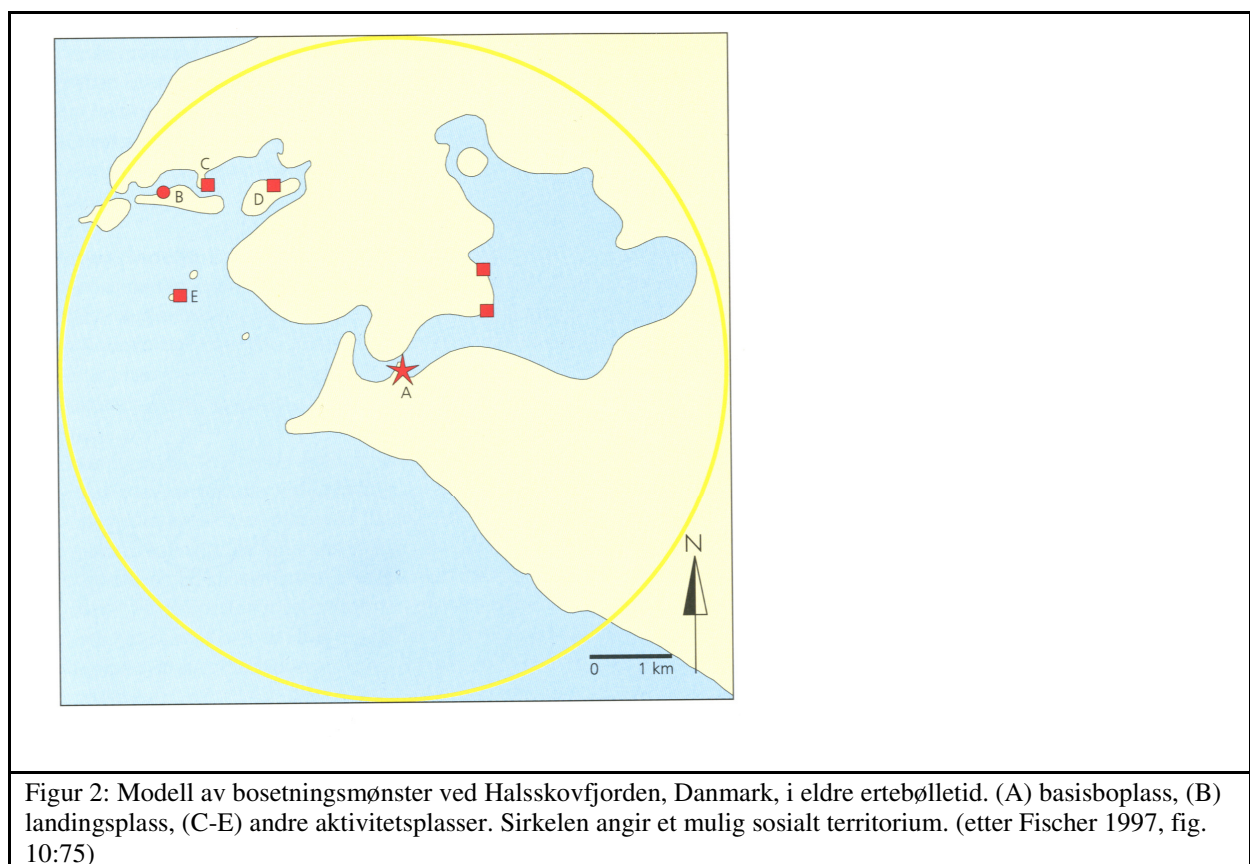 C
B
D
E
A
N
0 1 km
Figur 2: Modell av bosetningsmønster ved Halsskovfjorden, Danmark, i eldre ertebølletid. (A) basisboplass, (B)
landingsplass, (C-E) andre aktivitetsplasser. Sirkelen angir et mulig sosialt territorium. (etter Fischer 1997, fig.
10:75)